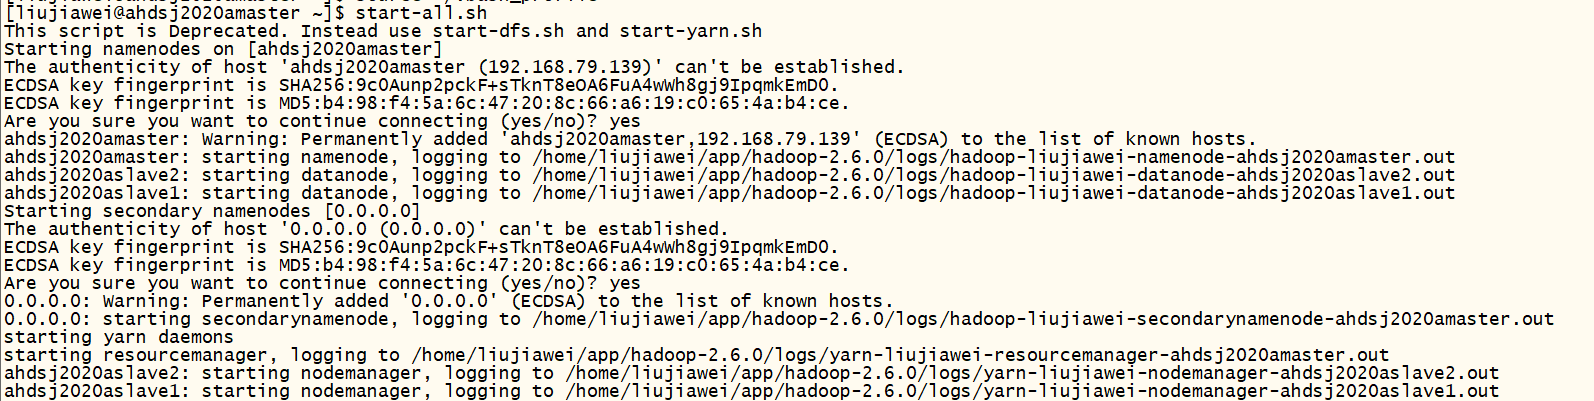 [liujiawei@ahdsj2020amaster ~]$ start-all.sh
This script is Deprecated. Instead use start-dfs.sh and start-yarn.sh
Starting namenodes on [ahdsj2020amaster]
The authenticity of host 'ahdsj2020amaster (192.168.79.139)' can't be established.
ECDSA key fingerprint is SHA256:9c0Aunp2pckF+sTknT8eOA6FuA4wWh8gj9IpqmkEmD0.
ECDSA key fingerprint is MD5:b4:98:f4:5a:6c:47:20:8c:66:a6:19:c0:65:4a:b4:ce.
Are you sure you want to continue connecting (yes/no)? yes
ahdsj2020amaster: Warning: Permanently added 'ahdsj2020amaster,192.168.79.139' (ECDSA) to the list of known hosts.
ahdsj2020amaster: starting namenode, logging to /home/liujiawei/app/hadoop-2.6.0/logs/hadoop-liujiawei-namenode-ahdsj2020amaster.out
ahdsj2020aslave2: starting datanode, logging to /home/liujiawei/app/hadoop-2.6.0/logs/hadoop-liujiawei-datanode-ahdsj2020aslave2.out
ahdsj2020aslave1: starting datanode, logging to /home/liujiawei/app/hadoop-2.6.0/logs/hadoop-liujiawei-datanode-ahdsj2020aslave1.out
Starting secondary namenodes [0.0.0.0]
The authenticity of host '0.0.0.0 (0.0.0.0)' can't be established.
ECDSA key fingerprint is SHA256:9c0Aunp2pckF+sTknT8eOA6FuA4wWh8gj9IpqmkEmD0.
ECDSA key fingerprint is MD5:b4:98:f4:5a:6c:47:20:8c:66:a6:19:c0:65:4a:b4:ce.
Are you sure you want to continue connecting (yes/no)? yes
0.0.0.0: Warning: Permanently added '0.0.0.0' (ECDSA) to the list of known hosts.
0.0.0.0: starting secondarynamenode, logging to /home/liujiawei/app/hadoop-2.6.0/logs/hadoop-liujiawei-secondarynamenode-ahdsj2020amaster.out
starting yarn daemons
starting resourcemanager, logging to /home/liujiawei/app/hadoop-2.6.0/logs/yarn-liujiawei-resourcemanager-ahdsj2020amaster.out
ahdsj2020aslave2: starting nodemanager, logging to /home/liujiawei/app/hadoop-2.6.0/logs/yarn-liujiawei-nodemanager-ahdsj2020aslave2.out
ahdsj2020aslave1: starting nodemanager, logging to /home/liujiawei/app/hadoop-2.6.0/logs/yarn-liujiawei-nodemanager-ahdsj2020aslave1.out